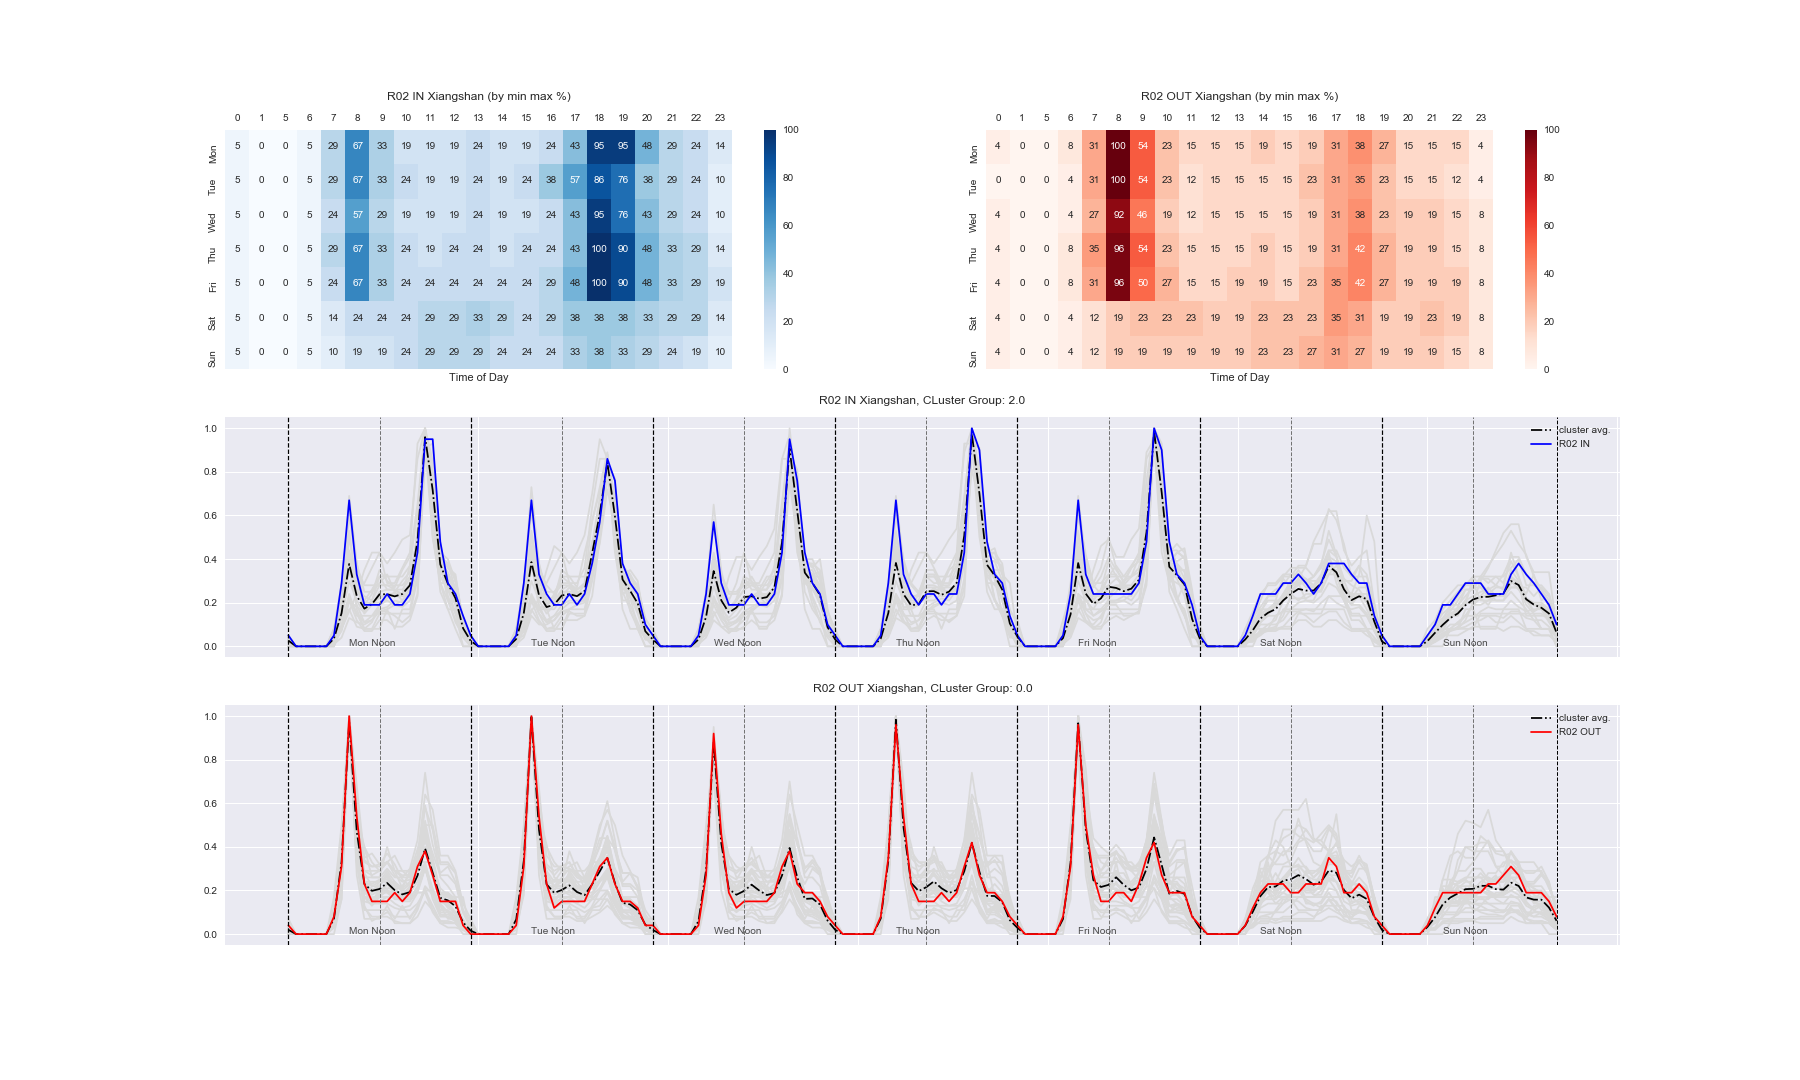 R02 IN Xiangshan (by min max %)
0 1 5 6 7 8 9 10 11 12 13 14 15 16 17 18 19 20 21 22 23
Mon 5 0 0 5 29 67 33 19 19 19 24 19 19 24 43 95 95 48 29 24 14
Tue 5 0 0 5 29 67 33 24 19 19 24 19 24 38 57 86 76 38 29 24 10
Wed 5 0 0 5 24 57 29 19 19 19 24 19 19 24 43 95 76 43 29 24 10
Thu 5 0 0 5 29 67 33 24 19 24 24 19 24 24 43 100 90 48 33 29 14
Fri 5 0 0 5 24 67 33 24 24 24 24 24 24 29 48 100 90 48 33 29 19
Sat 5 0 0 5 14 24 24 24 29 29 33 29 24 29 38 38 38 33 29 29 14
Sun 5 0 0 5 10 19 19 24 29 29 29 24 24 24 33 38 33 29 24 19 10
Time of Day
100
80
60
40
20
0
R02 OUT Xiangshan (by min max %)
0 1 5 6 7 8 9 10 11 12 13 14 15 16 17 18 19 20 21 22 23
Mon 4 0 0 8 31 100 54 23 15 15 15 19 15 19 31 38 27 15 15 15 4
Tue 0 0 0 4 31 100 54 23 12 15 15 15 15 23 31 35 23 15 15 12 4
Wed 4 0 0 4 27 92 46 19 12 15 15 15 15 19 31 38 23 19 19 15 8
Thu 4 0 0 8 35 96 54 23 15 15 15 19 15 19 31 42 27 19 19 15 8
Fri 4 0 0 8 31 96 50 27 15 15 19 19 15 23 35 42 27 19 19 19 8
Sat 4 0 0 4 12 19 23 23 23 19 19 23 23 23 35 31 19 19 23 19 8
Sun 4 0 0 4 12 19 19 19 19 19 19 23 23 27 31 27 19 19 19 15 8
Time of Day
100
80
60
40
20
0
R02 IN Xiangshan, CLuster Group: 2.0
1.0
0.8
0.6
0.4
0.2
0.0
cluster avg.
R02 IN
Mon Noon Tue Noon Wed Noon Thu Noon Fri Noon Sat Noon Sun Noon
R02 OUT Xiangshan, CLuster Group: 0.0
1.0
0.8
0.6
0.4
0.2
0.0
cluster avg.
R02 OUT
Mon Noon Tue Noon Wed Noon Thu Noon Fri Noon Sat Noon Sun Noon